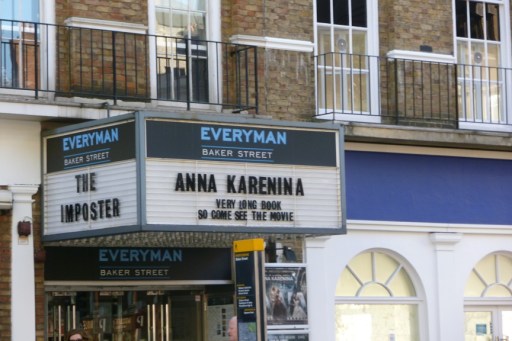 EVERYMAN
BAKER STREET
THE
IMPOSTER
EVERYMAN
BAKER STREET
ANNA KARENINA
VERY LONG BOOK
SO COME SEE THE MOVIE
EVERYMAN
BAKER STREET